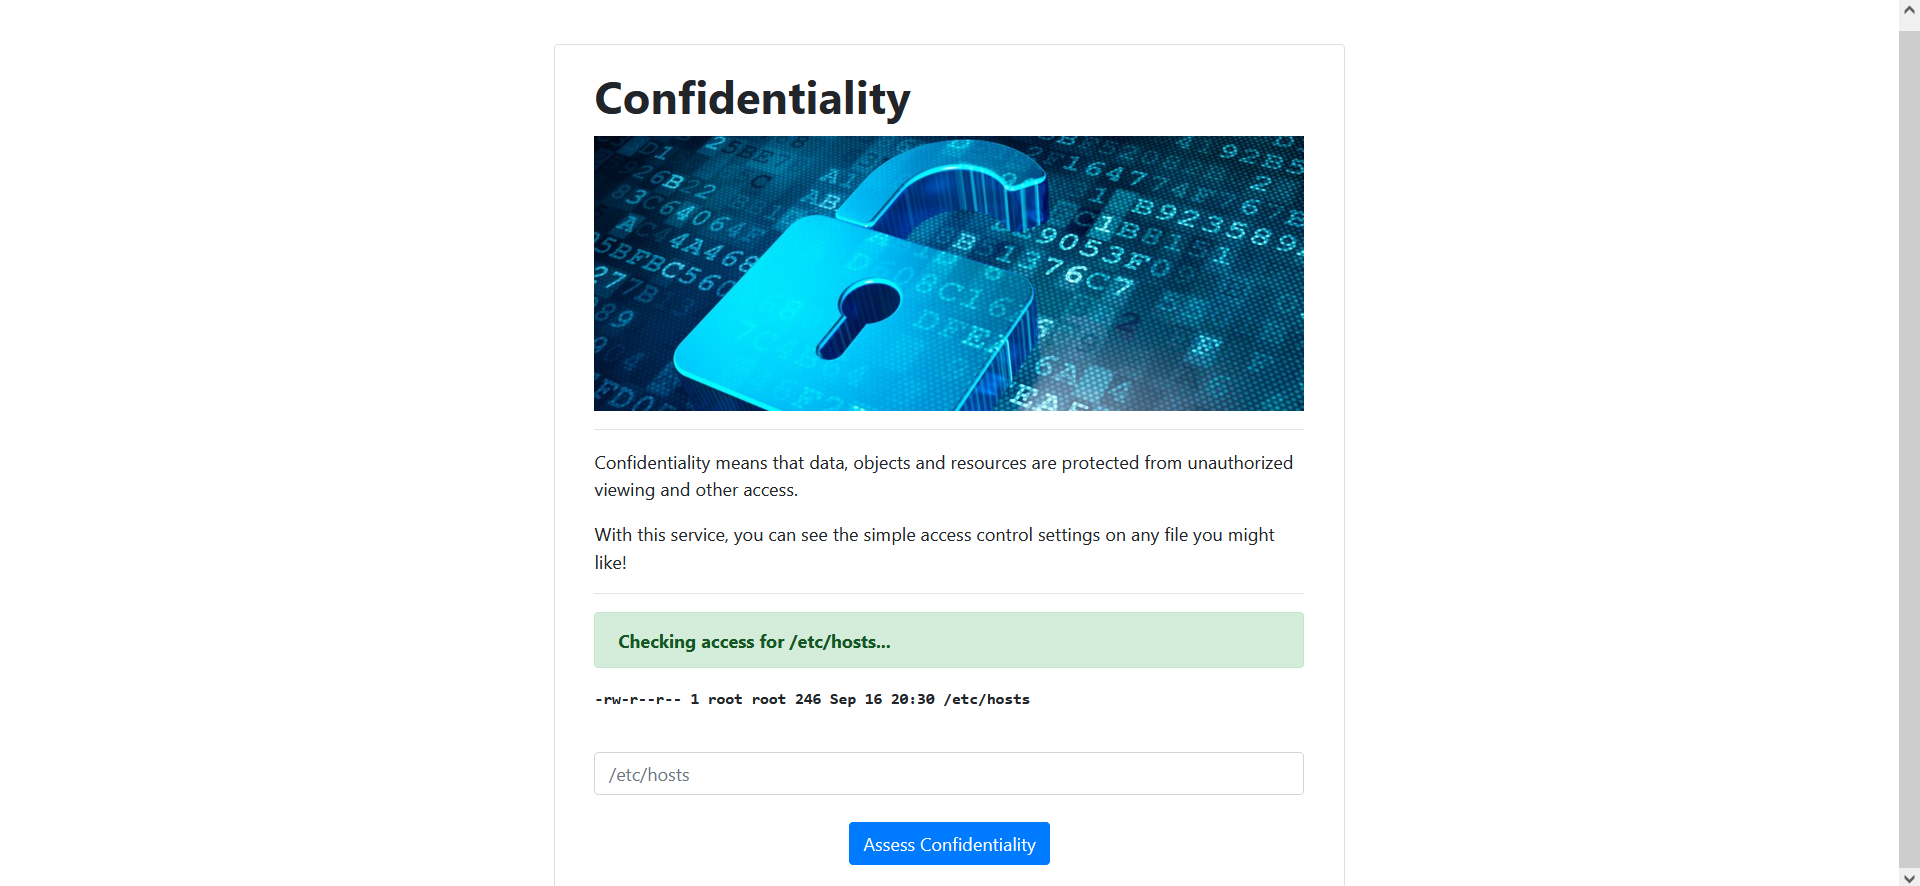 Confidentiality
Confidentiality means that data, objects and resources are protected from unauthorized
viewing and other access.
With this service, you can see the simple access control settings on any file you might
like!
Checking access for /etc/hosts...
-rw-r--r-- 1 root root 246 Sep 16 20:30 /etc/hosts
/etc/hosts
Assess Confidentiality